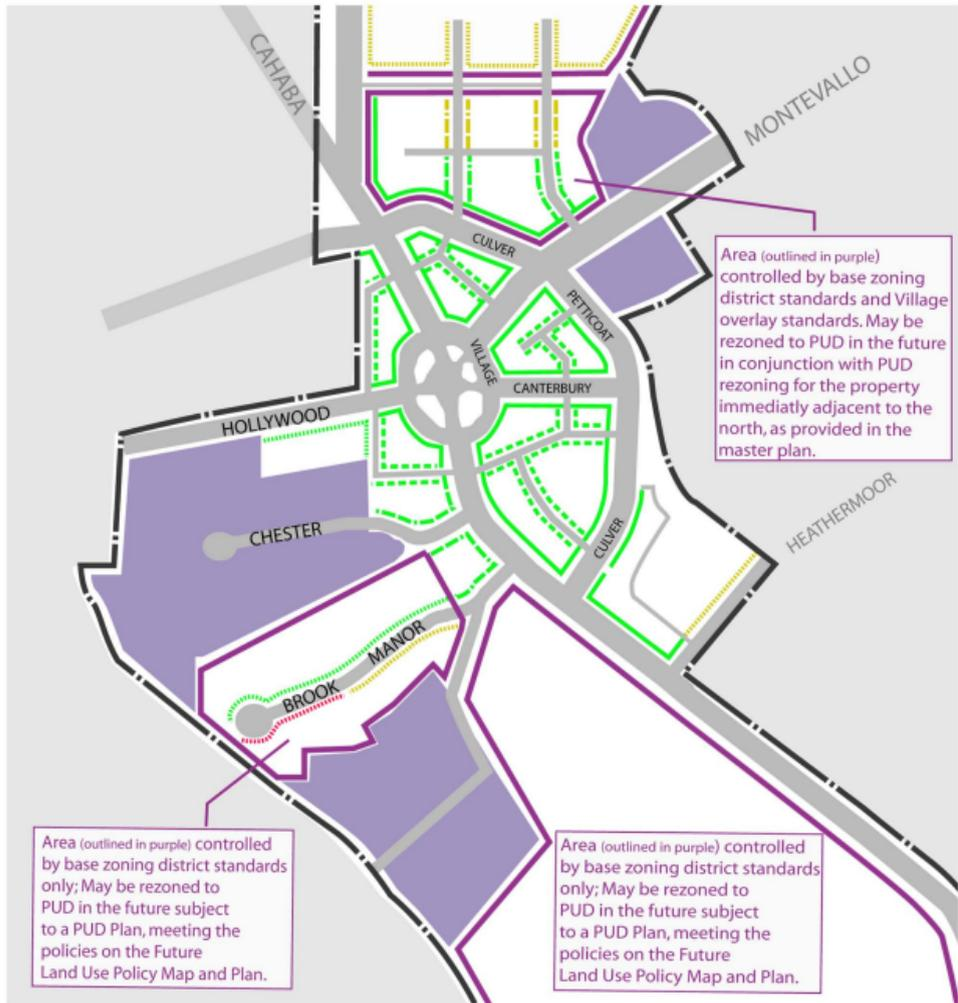 CAHABA
MONTEVALLO
CULVER
Area (outlined in purple)
controlled by base zoning
district standards and Village
overlay standards. May be
rezoned to PUD in the future
in conjunction with PUD
rezoning for the property
immediatly adjacent to the
north, as provided in the
master plan.
PETTICOAT
VILLAGE
CANTERBURY
HOLLYWOOD
HEATHERMOOR
CHESTER
CULVER
MANOR
BROOK
Area (outlined in purple) controlled
by base zoning district standards
only; May be rezoned to
PUD in the future subject
to a PUD Plan, meeting the
policies on the Future
Land Use Policy Map and Plan.
Area (outlined in purple) controlled
by base zoning district standards
only; May be rezoned to
PUD in the future subject
to a PUD Plan, meeting the
policies on the Future
Land Use Policy Map and Plan.